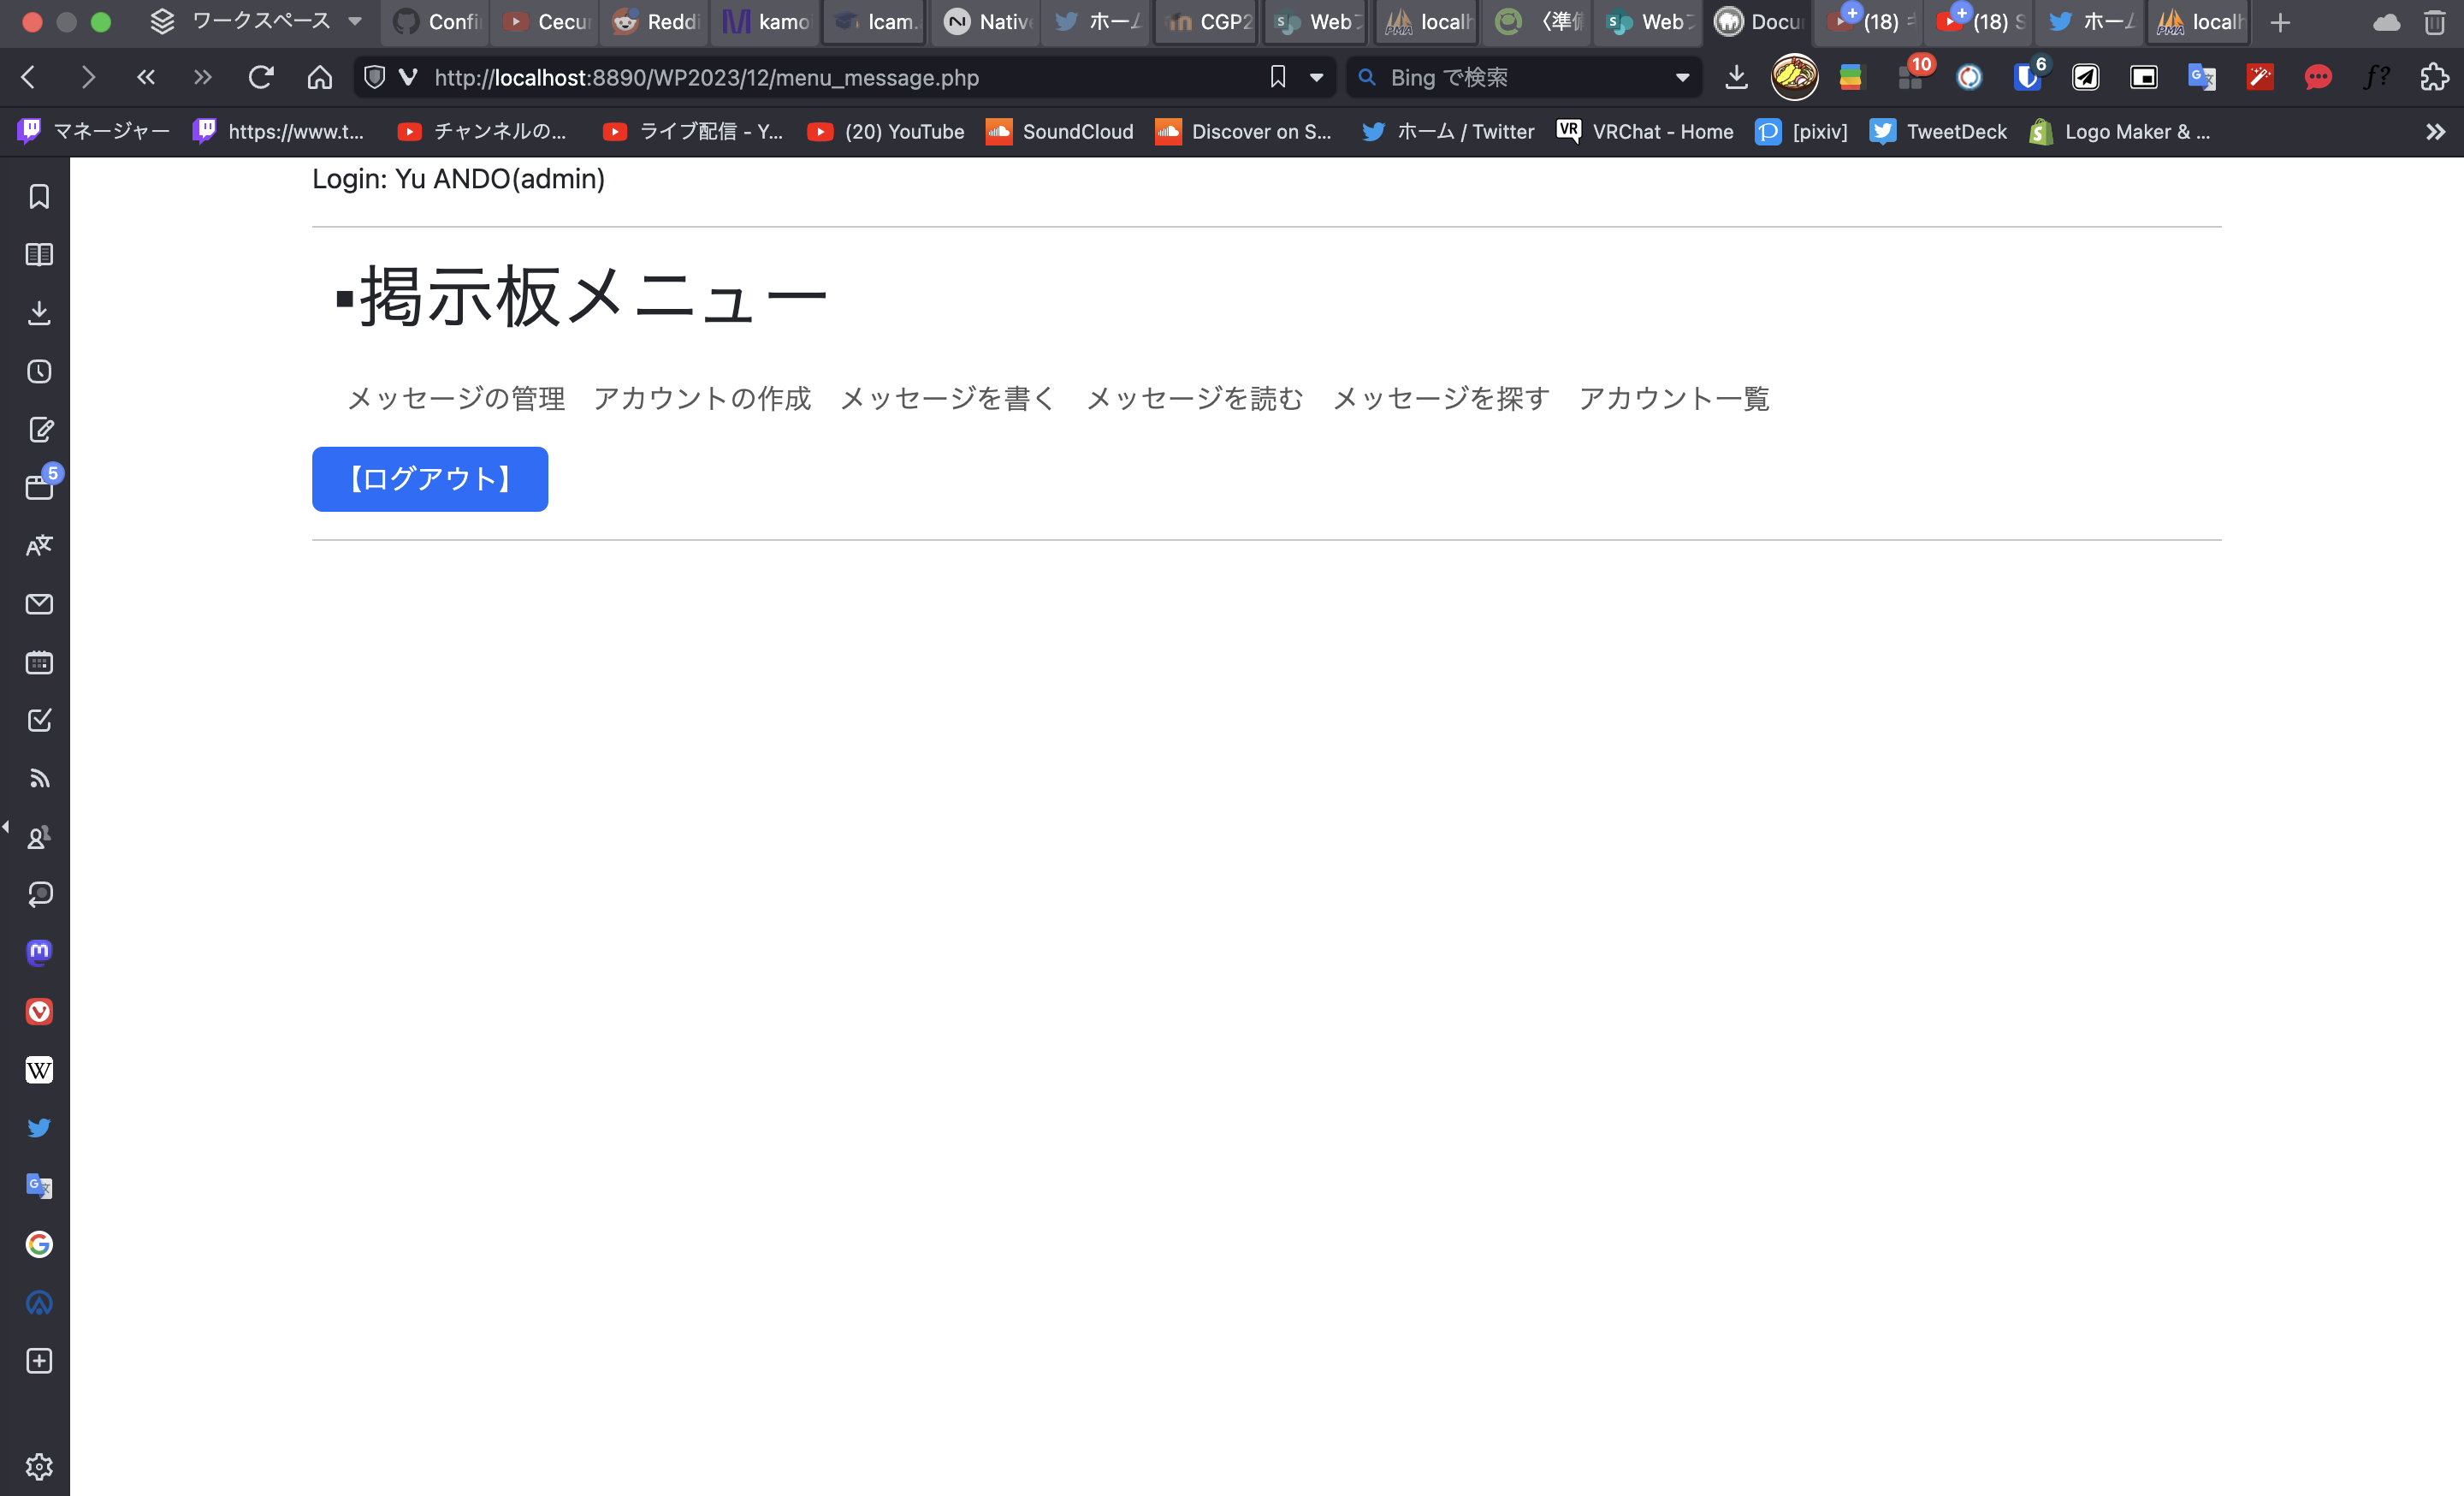 ワークスペース Confi Cecur Reddi kamo Icam. Nativ ホーム CGP2 Web localh 〈準備 Web Docu (18) (18) S ホーム localh
http://localhost:8890/WP2023/12/menu_message.php Bing で検索 10 6 f?
マネージャー https://www.t... チャンネルの... ライブ配信 - Y... (20) YouTube SoundCloud Discover on S... ホーム / Twitter VR VRChat - Home [pixiv] TweetDeck Logo Maker & ...
Login: Yu ANDO(admin)
▪掲示板メニュー
メッセージの管理 アカウントの作成 メッセージを書く メッセージを読む メッセージを探す アカウント一覧
【ログアウト】
5